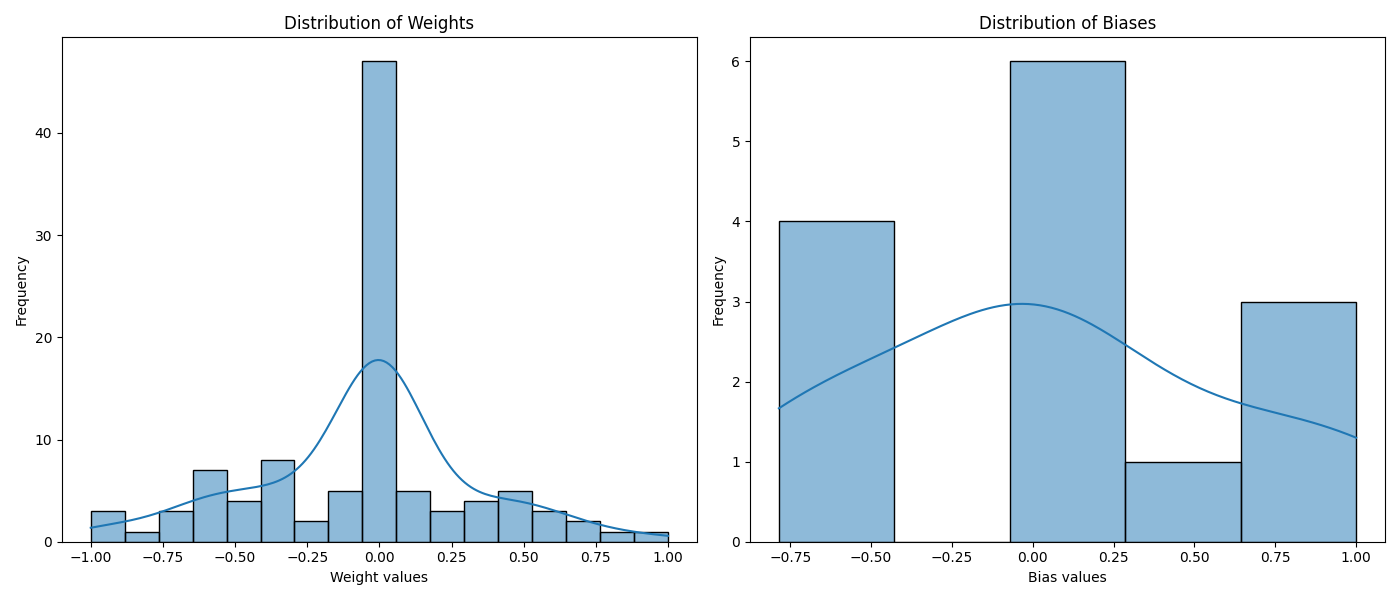 Distribution of Weights
Frequency
40
30
20
10
0
−1.00 −0.75 −0.50 −0.25 0.00 0.25 0.50 0.75 1.00
Weight values
Distribution of Biases
Frequency
6
5
4
3
2
1
0
−0.75 −0.50 −0.25 0.00 0.25 0.50 0.75 1.00
Bias values